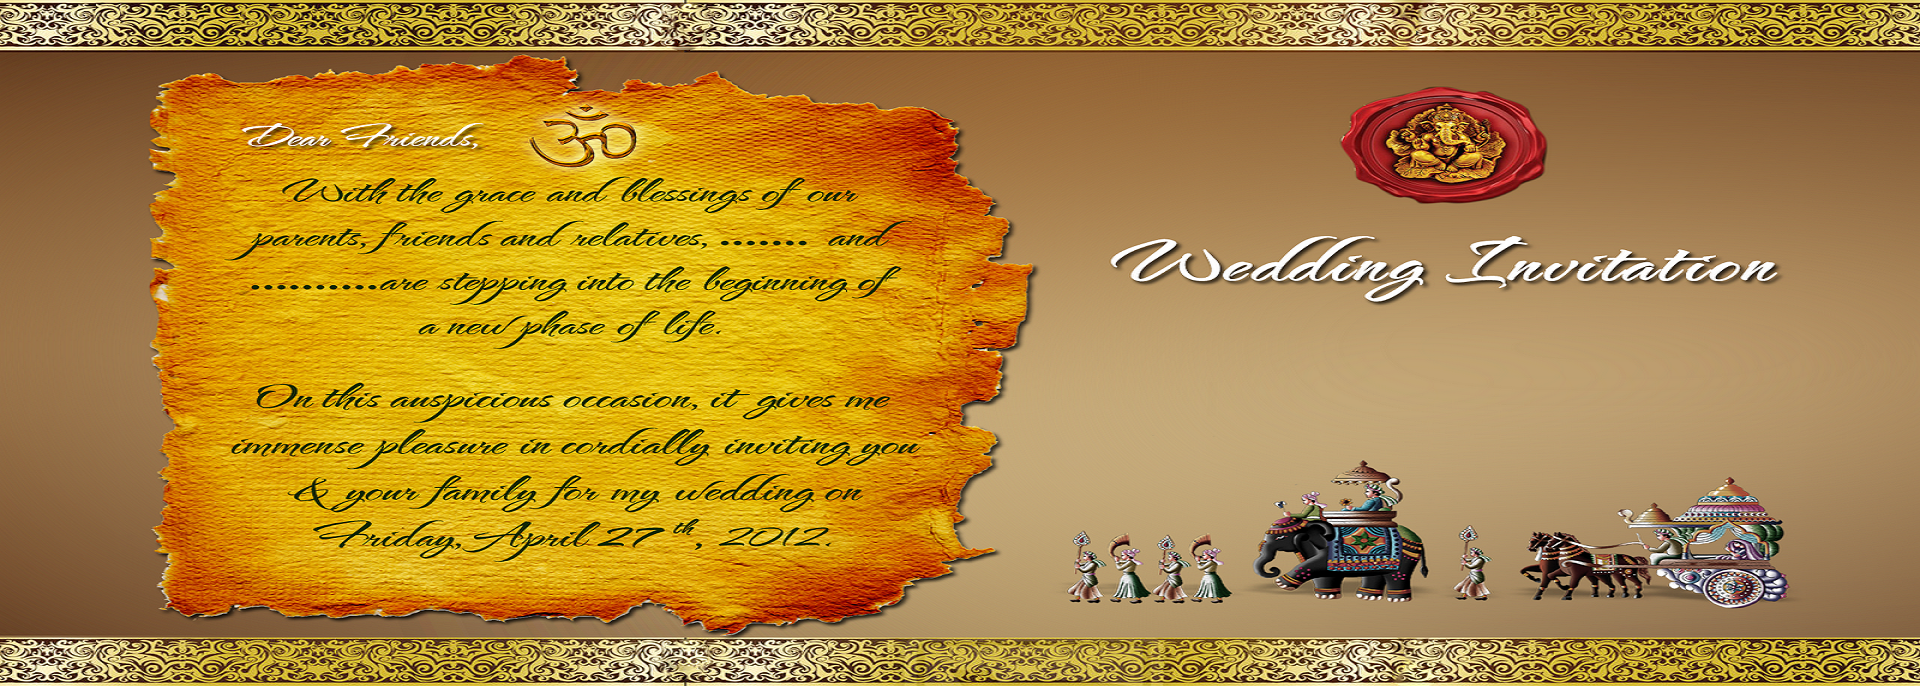 Dear Friends,
ॐ
With the grace and blessings of our
parents, friends and relatives, ....... and
..........are stepping into the beginning of
a new phase of life.
On this auspicious occasion, it gives me
immense pleasure in cordially inviting you
& your family for my wedding on
Friday, April 27th, 2012.
Wedding Invitation